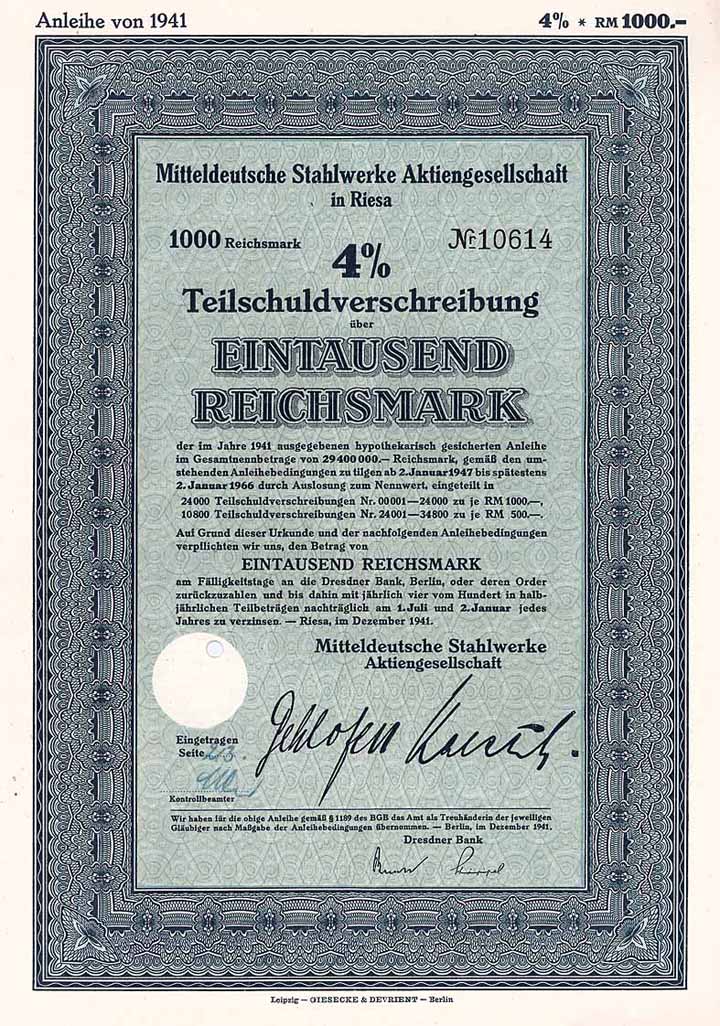 Anleihe von 1941
4% * RM 1000.-
Mitteldeutsche Stahlwerke Aktiengesellschaft
in Riesa
1000 Reichsmark
№ 10614
4%
Teilschuldverschreibung
über
EINTAUSEND
REICHSMARK
der im Jahre 1941 ausgegebenen hypothekarisch gesicherten Anleihe
im Gesamtnennbetrage von 29400000.— Reichsmark, gemäß den um-
stehenden Anleihebedingungen zu tilgen ab 2. Januar 1947 bis spätestens
2. Januar 1966 durch Auslosung zum Nennwert, eingeteilt in
24000 Teilschuldverschreibungen Nr. 00001—24000 zu je RM 1000.—,
10800 Teilschuldverschreibungen Nr. 24001—34800 zu je RM 500.—.
Auf Grund dieser Urkunde und der nachfolgenden Anleihebedingungen
verpflichten wir uns, den Betrag von
EINTAUSEND REICHSMARK
am Fälligkeitstage an die Dresdner Bank, Berlin, oder deren Order
zurückzuzahlen und bis dahin mit jährlich vier vom Hundert in halb-
jährlichen Teilbeträgen nachträglich am 1. Juli und 2. Januar jedes
Jahres zu verzinsen. — Riesa, im Dezember 1941.
Mitteldeutsche Stahlwerke
Aktiengesellschaft
Eingetragen
Seite 23.
Kontrollbeamter
Wir haben für die obige Anleihe gemäß § 1189 des BGB das Amt als Treuhänderin der jeweiligen
Gläubiger nach Maßgabe der Anleihebedingungen übernommen. — Berlin, im Dezember 1941.
Dresdner Bank
Leipzig — GIESECKE & DEVRIENT — Berlin